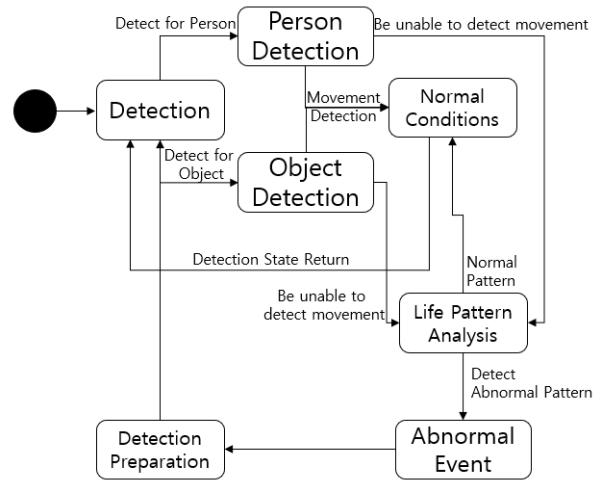 Detect for Person
Person
Detection
Be unable to detect movement
Detection
Movement
Detection
Normal
Conditions
Detect for
Object
Object
Detection
Detection State Return
Normal
Pattern
Be unable to
detect movement
Life Pattern
Analysis
Detect
Abnormal Pattern
Detection
Preparation
Abnormal
Event